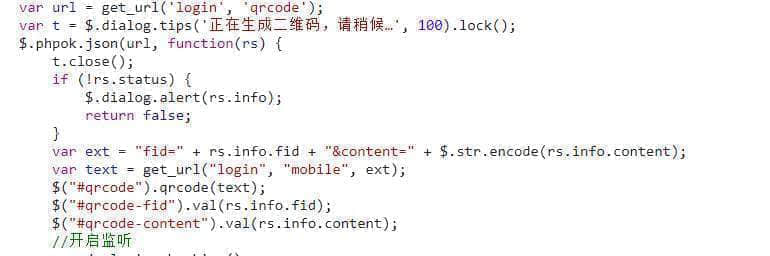 var url = get_url('login', 'qrcode');
var t = $.dialog.tips('正在生成二维码，请稍候…', 100).lock();
$.phpok.json(url, function(rs) {
t.close();
if (!rs.status) {
$.dialog.alert(rs.info);
return false;
}
var ext = "fid=" + rs.info.fid + "&content=" + $.str.encode(rs.info.content);
var text = get_url("login", "mobile", ext);
$("#qrcode").qrcode(text);
$("#qrcode-fid").val(rs.info.fid);
$("#qrcode-content").val(rs.info.content);
//开启监听